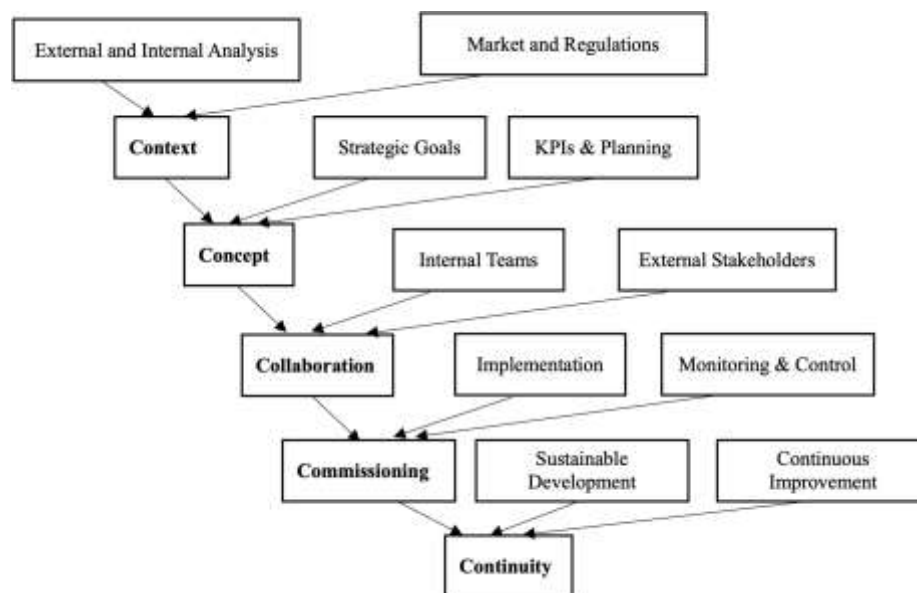 External and Internal Analysis
Market and Regulations
Context
Strategic Goals
KPIs & Planning
Concept
Internal Teams
External Stakeholders
Collaboration
Implementation
Monitoring & Control
Commissioning
Sustainable
Development
Continuous
Improvement
Continuity